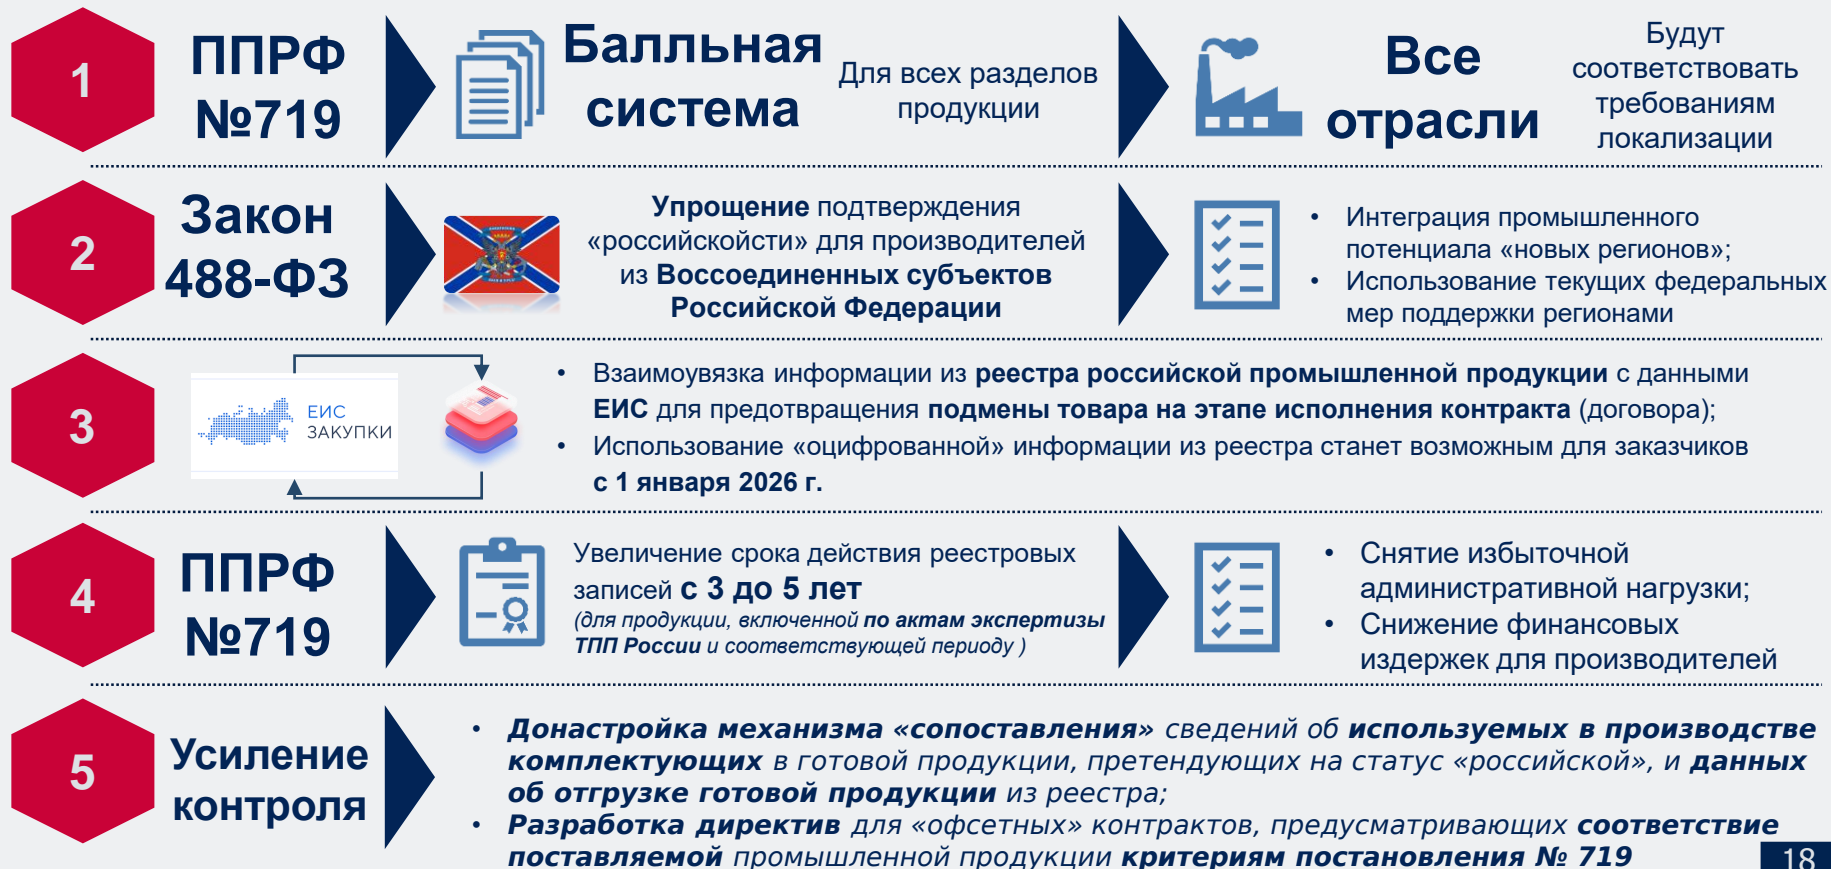 1
ППРФ
№719
Балльная
система
Для всех разделов
продукции
Все
отрасли
Будут
соответствовать
требованиям
локализации
2
Закон
488-ФЗ
Упрощение подтверждения
«российскойсти» для производителей
из Воссоединенных субъектов
Российской Федерации
• Интеграция промышленного
потенциала «новых регионов»;
• Использование текущих федеральных
мер поддержки регионами
3
ЕИС
ЗАКУПКИ
• Взаимоувязка информации из реестра российской промышленной продукции с данными
ЕИС для предотвращения подмены товара на этапе исполнения контракта (договора);
• Использование «оцифрованной» информации из реестра станет возможным для заказчиков
с 1 января 2026 г.
4
ППРФ
№719
Увеличение срока действия реестровых
записей с 3 до 5 лет
(для продукции, включенной по актам экспертизы
ТПП России и соответствующей периоду )
• Снятие избыточной
административной нагрузки;
• Снижение финансовых
издержек для производителей
5
Усиление
контроля
• Донастройка механизма «сопоставления» сведений об используемых в производстве
комплектующих в готовой продукции, претендующих на статус «российской», и данных
об отгрузке готовой продукции из реестра;
• Разработка директив для «офсетных» контрактов, предусматривающих соответствие
поставляемой промышленной продукции критериям постановления № 719
18